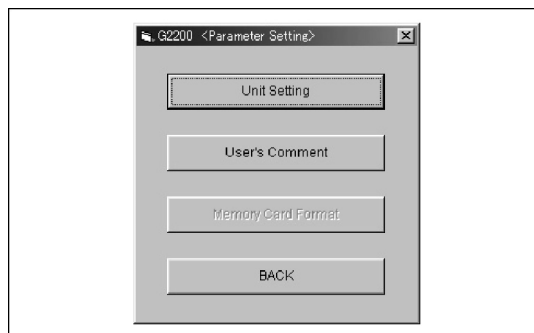 G2200 <Parameter Setting>
Unit Setting
User's Comment
Memory Card Format
BACK